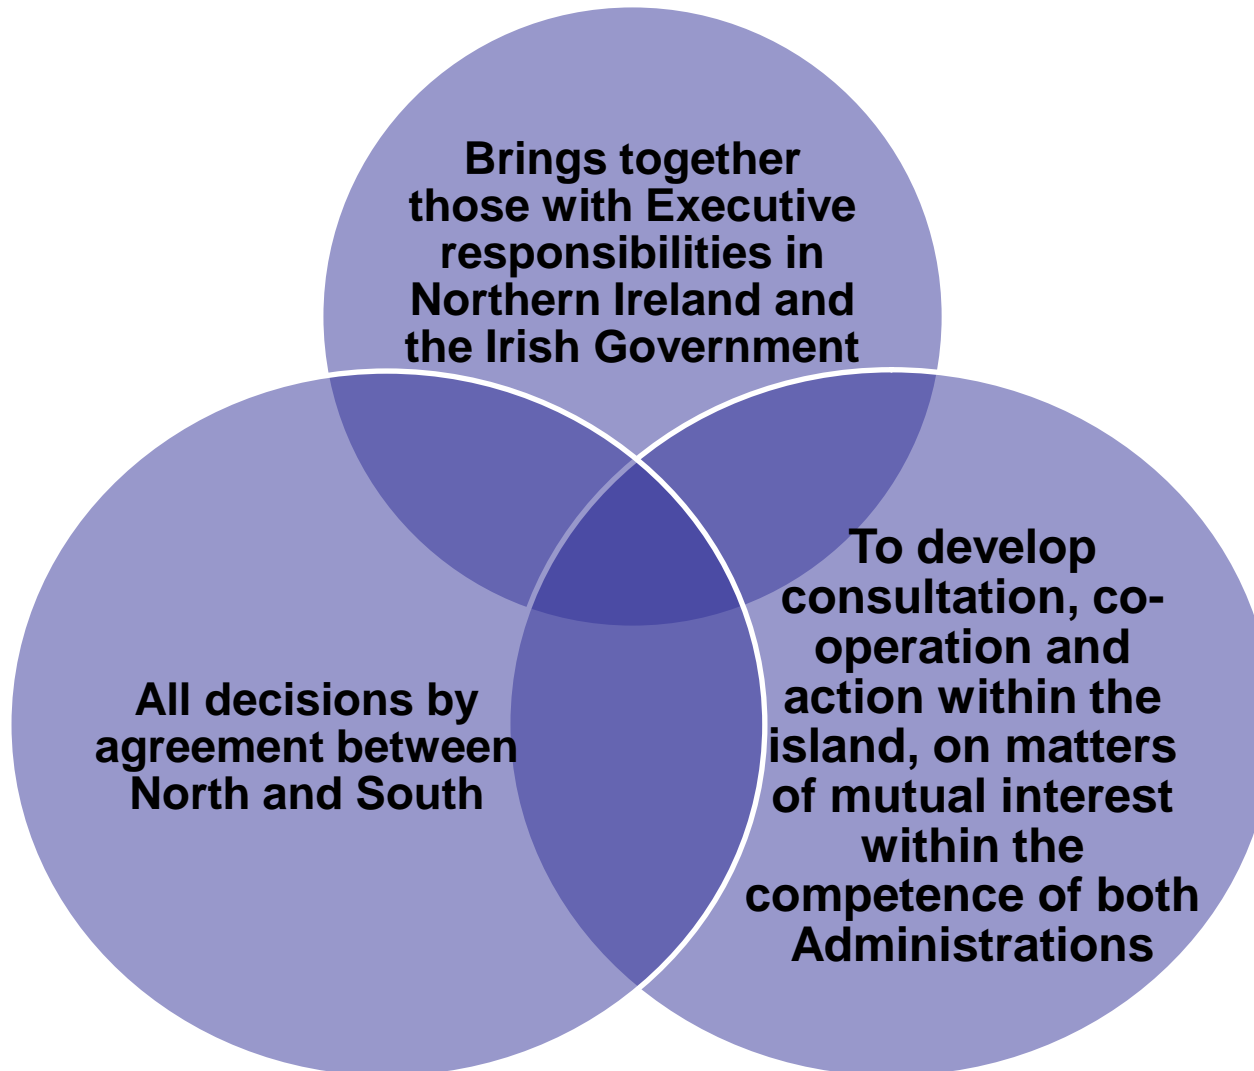 Brings together
those with Executive
responsibilities in
Northern Ireland and
the Irish Government
All decisions by
agreement between
North and South
To develop
consultation, co-
operation and
action within the
island, on matters
of mutual interest
within the
competence of both
Administrations